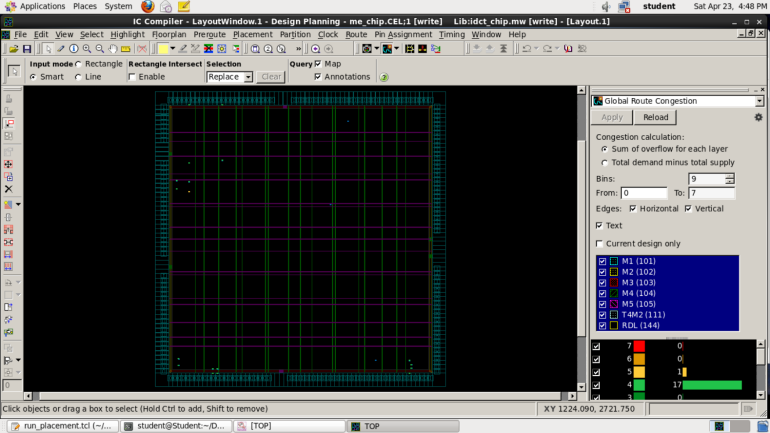 Applications Places System student Sat Apr 23, 4:48 PM
IC Compiler - LayoutWindow.1 - Design Planning - me_chip.CEL;1 [write] Lib:idct_chip.mw [write] - [Layout.1]
File Edit View Select Highlight Floorplan Preroute Placement Partition Clock Route Pin Assignment Timing Window Help
Input mode Rectangle Rectangle Intersect Selection Query Map
Smart Line Enable Replace Clear Annotations
Global Route Congestion
Apply Reload
Congestion calculation:
Sum of overflow for each layer
Total demand minus total supply
Bins: 9
From: 0 To: 7
Edges: Horizontal Vertical
Text
Current design only
M1 (101)
M2 (102)
M3 (103)
M4 (104)
M5 (105)
T4M2 (111)
RDL (144)
7 0
6 0
5 1
4 17
3 0
0
Click objects or drag a box to select (Hold Ctrl to add, Shift to remove) XY 1224.090, 2721.750
run_placement.tcl (~/... student@Student:~/D... [TOP] TOP